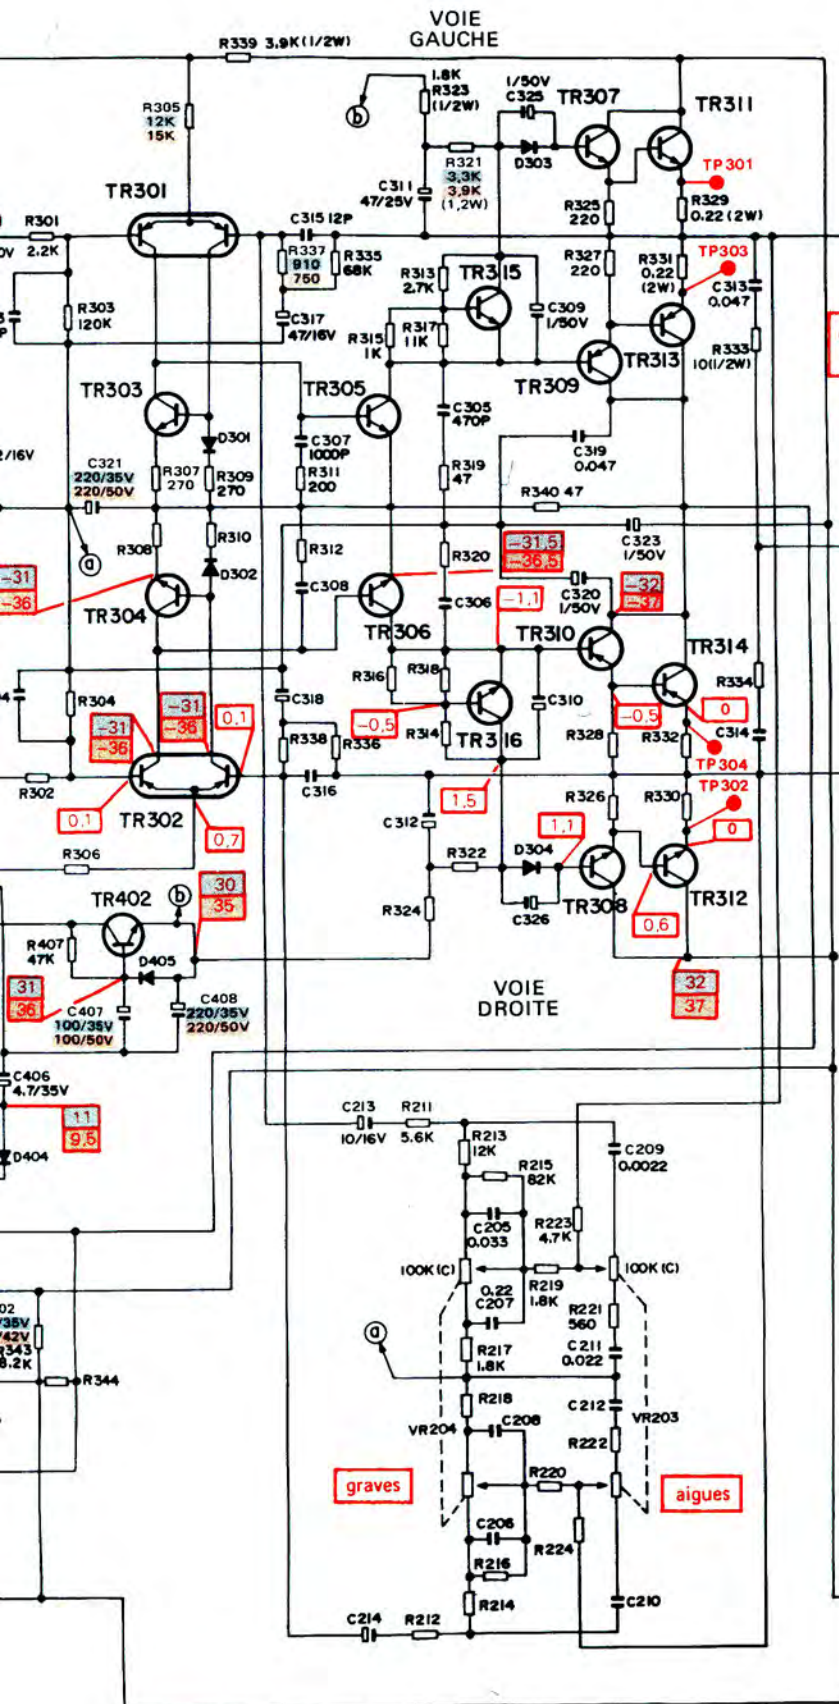 VOIE
GAUCHE
R339 3.9K(1/2W)
R305
12K
15K
b
1.8K
R323
(1/2W)
1/50V
C325
TR307
TR311
D303
R321
3,3K
3,9K
(1,2W)
C311
47/25V
TP301
R325
220
R329
0.22(2W)
TR301
R301
2.2K
C315 12P
R337
910
750
R335
68K
R303
120K
C317
47/16V
R313
2.7K
TR315
R327
220
R331
0.22
(2W)
TP303
C313
0.047
R315
1K
R317
11K
C309
1/50V
R333
10(1/2W)
TR303
TR305
TR309
TR313
D301
C305
470P
C307
1000P
C319
0.047
2/16V
C321
220/35V
220/50V
R307
270
R309
270
R311
200
R319
47
R340 47
a
R308
R310
R312
R320
-31,5
-36,5
C323
1/50V
D302
-31
-36
C308
C306
-1,1
C320
1/50V
-32
-37
TR304
TR306
TR310
TR314
R316
R318
R334
R304
-31
-36
-31
-36
0,1
C318
-0,5
C310
-0,5
0
R338
R336
R314
TR316
R328
R332
C314
TP304
R302
C316
0,1
TR302
0,7
1,5
R326
R330
TP302
C312
1,1
0
R306
R322
D304
TR402
b
30
35
R324
C326
TR308
0,6
TR312
R407
47K
D405
31
36
C407
100/35V
100/50V
C408
220/35V
220/50V
VOIE
DROITE
32
37
C406
4.7/35V
11
9,5
D404
C213
10/16V
R211
5.6K
R213
12K
C209
0.0022
R215
82K
C205
0.033
R223
4.7K
100K(C)
0.22
C207
R219
1.8K
100K(C)
R221
560
02
/35V
/42V
R343
8.2K
a
R217
1.8K
C211
0.022
R344
R218
C212
VR204
C208
VR203
R222
graves
R220
aigues
C206
R224
R216
R214
C210
C214
R212